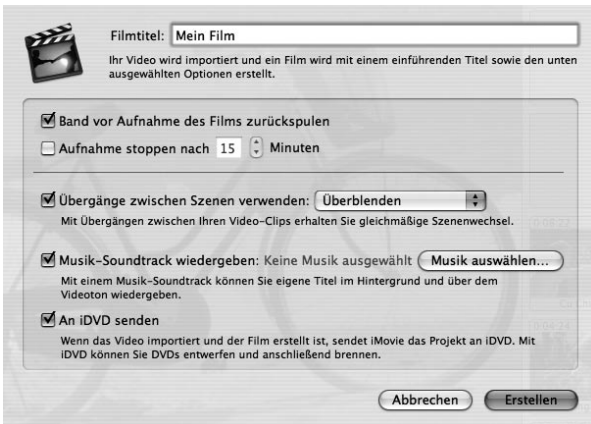 Filmtitel: Mein Film
Ihr Video wird importiert und ein Film wird mit einem einführenden Titel sowie den unten
ausgewählten Optionen erstellt.
Band vor Aufnahme des Films zurückspulen
Aufnahme stoppen nach 15 Minuten
Übergänge zwischen Szenen verwenden: Überblenden
Mit Übergängen zwischen Ihren Video-Clips erhalten Sie gleichmäßige Szenenwechsel.
Musik-Soundtrack wiedergeben: Keine Musik ausgewählt Musik auswählen...
Mit einem Musik-Soundtrack können Sie eigene Titel im Hintergrund und über dem
Videoton wiedergeben.
An iDVD senden
Wenn das Video importiert und der Film erstellt ist, sendet iMovie das Projekt an iDVD. Mit
iDVD können Sie DVDs entwerfen und anschließend brennen.
Abbrechen Erstellen